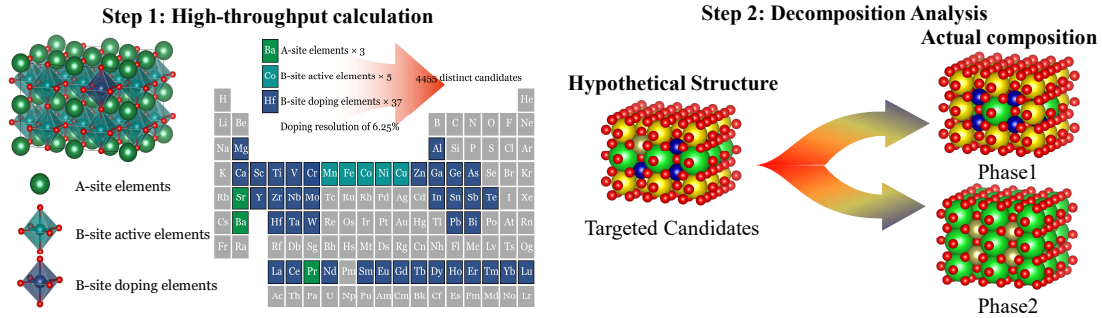 Step 1: High-throughput calculation
Ba A-site elements × 3
Co B-site active elements × 5
Hf B-site doping elements × 37
Doping resolution of 6.25%
4455 distinct candidates
H He
Li Be B C N O F Ne
Na Mg Al Si P S Cl Ar
K Ca Sc Ti V Cr Mn Fe Co Ni Cu Zn Ga Ge As Se Br Kr
Rb Sr Y Zr Nb Mo Tc Ru Rh Pd Ag Cd In Sn Sb Te I Xe
Cs Ba Hf Ta W Re Os Ir Pt Au Hg Tl Pb Bi Po At Rn
Fr Ra Rf Db Sg Bh Hs Mt Ds Rg Cn Nh Fl Mc Lv Ts Og
La Ce Pr Nd Pm Sm Eu Gd Tb Dy Ho Er Tm Yb Lu
Ac Th Pa U Np Pu Am Cm Bk Cf Es Fm Md No Lr
A-site elements
B-site active elements
B-site doping elements
Step 2: Decomposition Analysis
Hypothetical Structure
Targeted Candidates
Actual composition
Phase1
Phase2